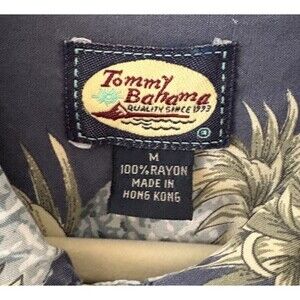 Tommy
Bahama
QUALITY SINCE 1993
®
M
100% RAYON
MADE IN
HONG KONG